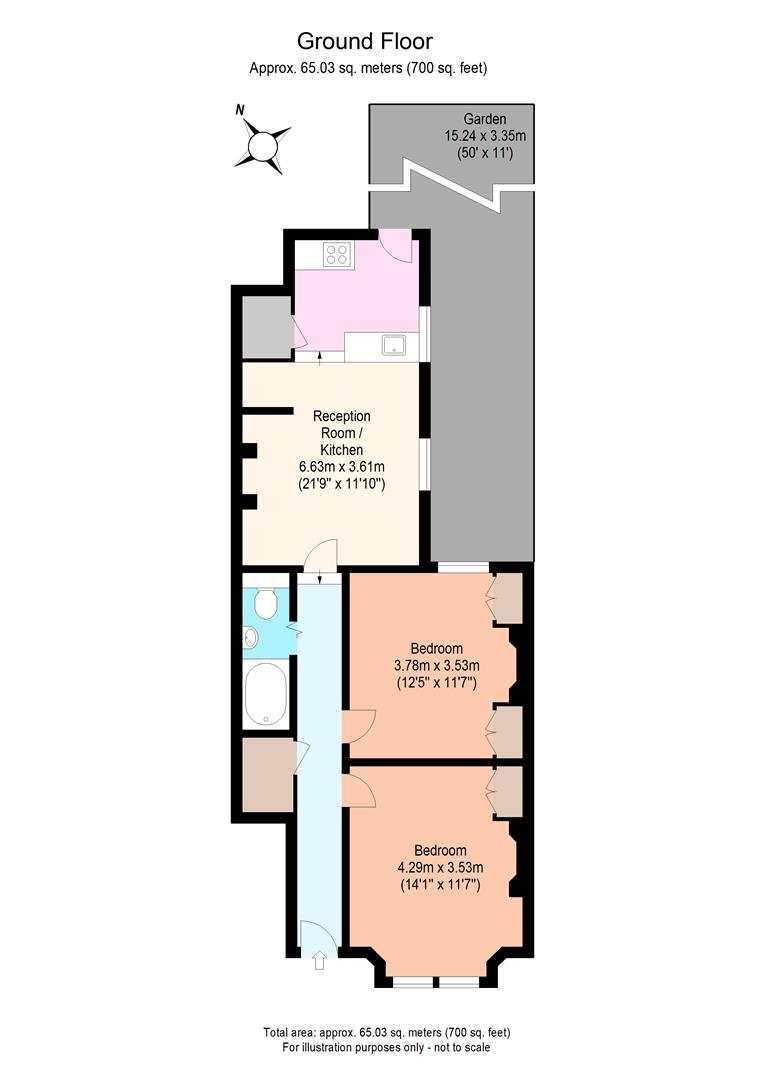 Ground Floor
Approx. 65.03 sq. meters (700 sq. feet)
N
Garden
15.24 x 3.35m
(50' x 11')
Reception
Room /
Kitchen
6.63m x 3.61m
(21'9" x 11'10")
Bedroom
3.78m x 3.53m
(12'5" x 11'7")
Bedroom
4.29m x 3.53m
(14'1" x 11'7")
Total area: approx. 65.03 sq. meters (700 sq. feet)
For illustration purposes only - not to scale